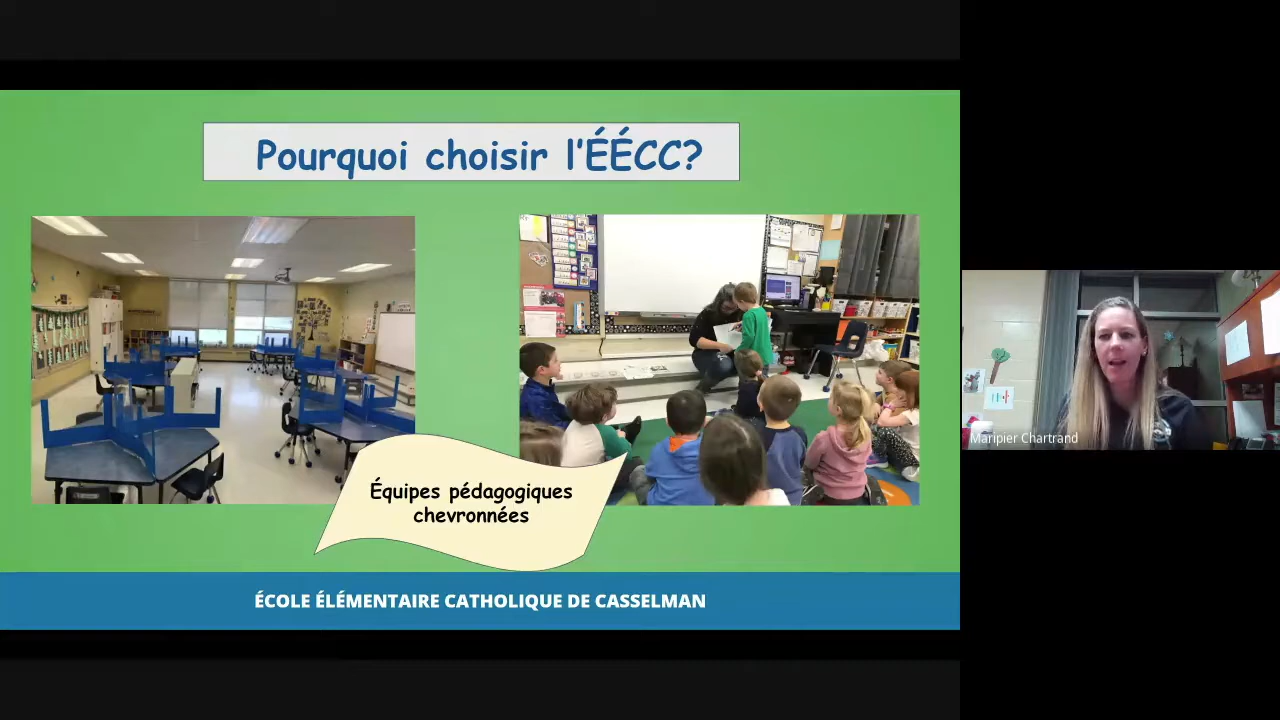 Pourquoi choisir l'ÉÉCC?
Équipes pédagogiques
chevronnées
ÉCOLE ÉLÉMENTAIRE CATHOLIQUE DE CASSELMAN
Maripier Chartrand